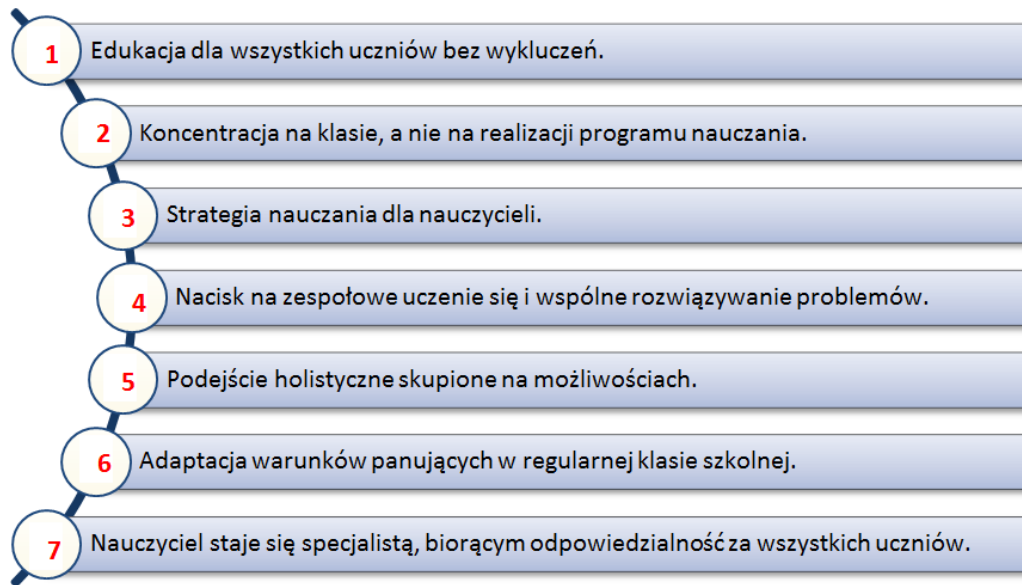 1 Edukacja dla wszystkich uczniów bez wykluczeń.
2 Koncentracja na klasie, a nie na realizacji programu nauczania.
3 Strategia nauczania dla nauczycieli.
4 Nacisk na zespołowe uczenie się i wspólne rozwiązywanie problemów.
5 Podejście holistyczne skupione na możliwościach.
6 Adaptacja warunków panujących w regularnej klasie szkolnej.
7 Nauczyciel staje się specjalistą, biorącym odpowiedzialność za wszystkich uczniów.